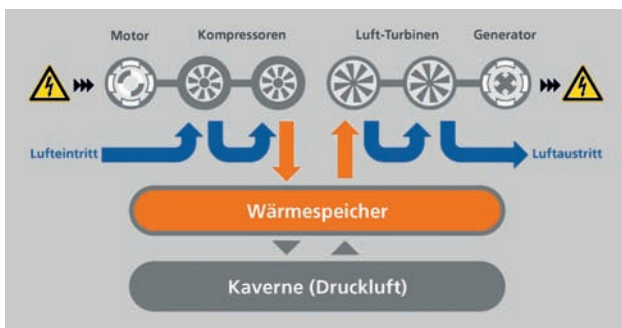 Motor Kompressoren Luft-Turbinen Generator
Lufteintritt Luftaustritt
Wärmespeicher
Kaverne (Druckluft)